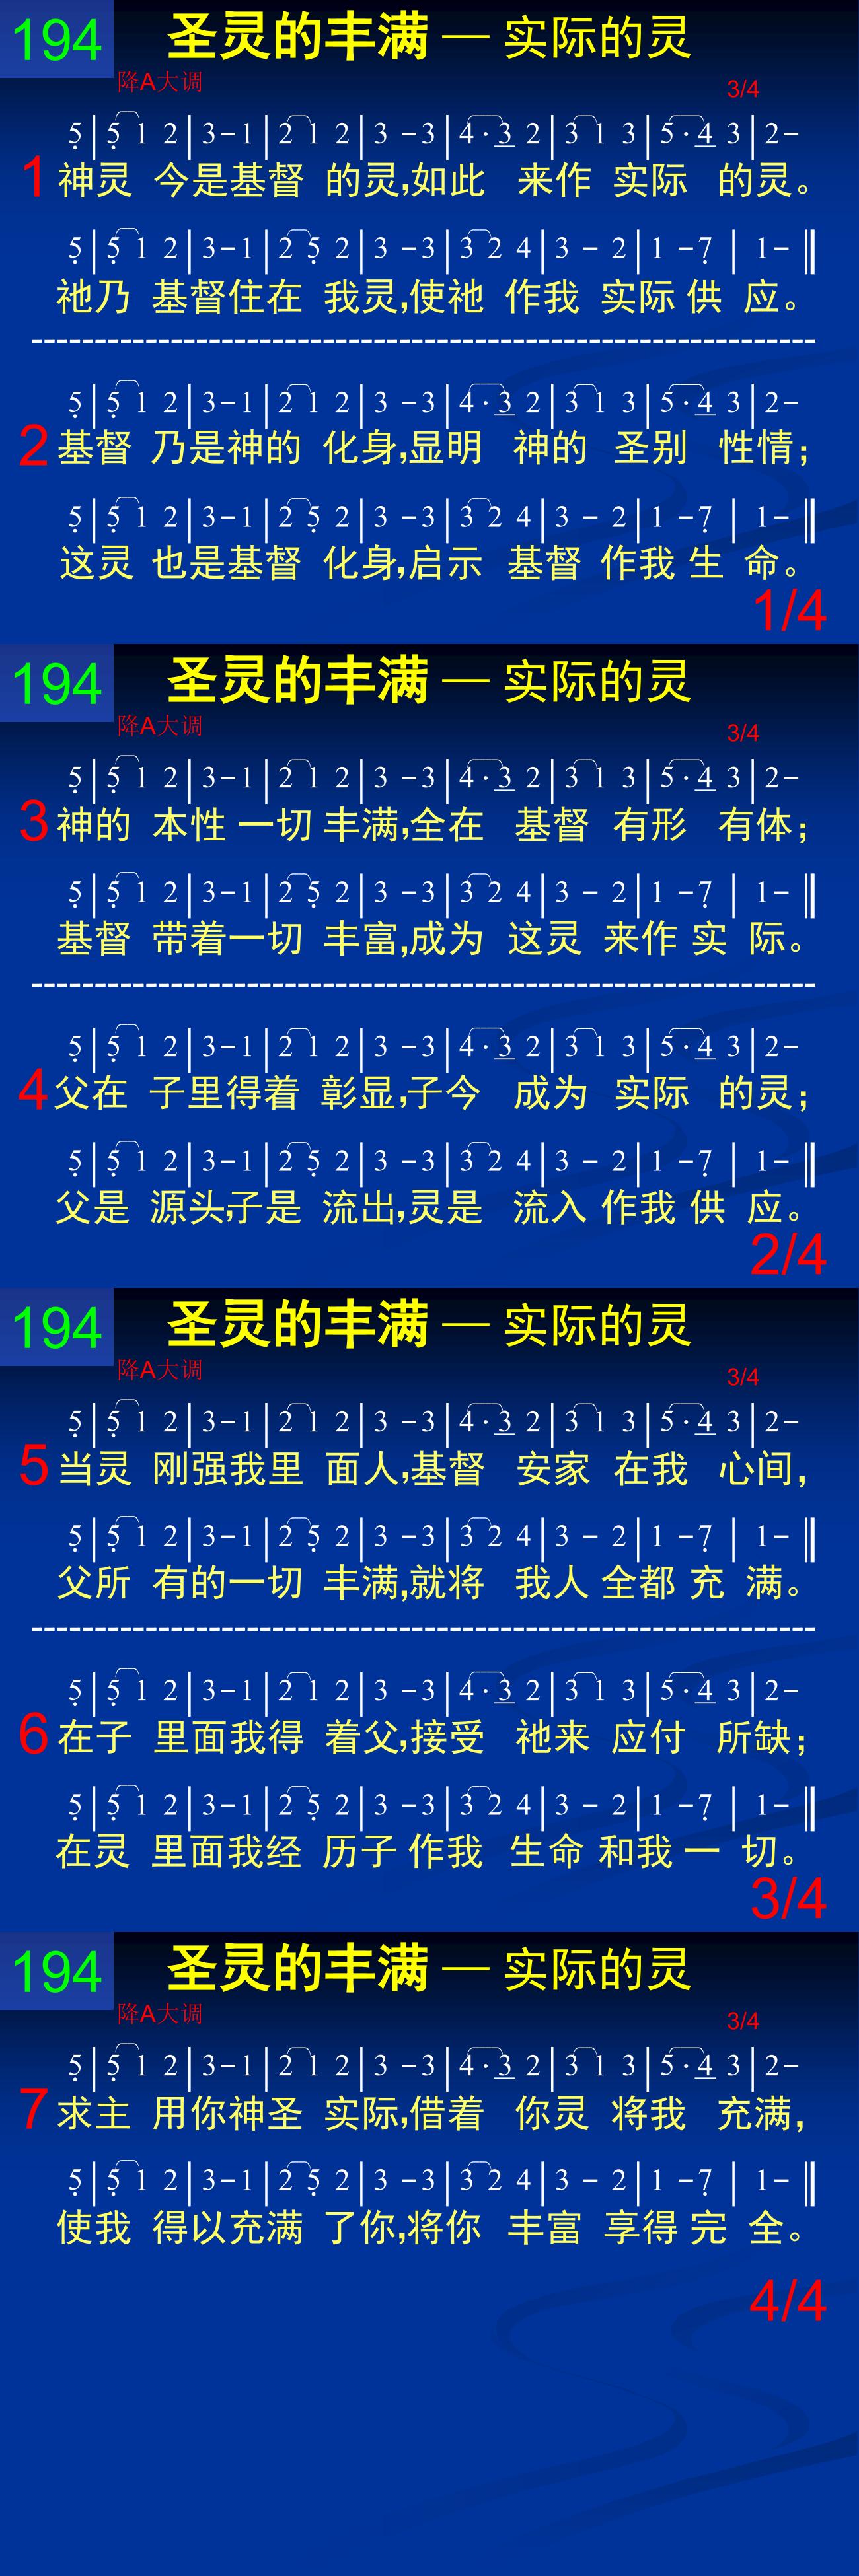 194 圣灵的丰满 — 实际的灵
降A大调 3/4
5̣ | 5̣ 1 2 | 3-1 | 2 1 2 | 3 -3 | 4·3 2 | 3 1 3 | 5·4 3 | 2-
1 神灵 今是基督 的灵,如此 来作 实际 的灵。
5̣ | 5̣ 1 2 | 3-1 | 2 5̣ 2 | 3 -3 | 3 2 4 | 3 - 2 | 1 -7̣ | 1- ‖
祂乃 基督住在 我灵,使祂 作我 实际 供 应。
5̣ | 5̣ 1 2 | 3-1 | 2 1 2 | 3 -3 | 4·3 2 | 3 1 3 | 5·4 3 | 2-
2 基督 乃是神的 化身,显明 神的 圣别 性情;
5̣ | 5̣ 1 2 | 3-1 | 2 5̣ 2 | 3 -3 | 3 2 4 | 3 - 2 | 1 -7̣ | 1- ‖
这灵 也是基督 化身,启示 基督 作我 生 命。
1/4
194 圣灵的丰满 — 实际的灵
降A大调 3/4
5̣ | 5̣ 1 2 | 3-1 | 2 1 2 | 3 -3 | 4·3 2 | 3 1 3 | 5·4 3 | 2-
3 神的 本性 一切 丰满,全在 基督 有形 有体;
5̣ | 5̣ 1 2 | 3-1 | 2 5̣ 2 | 3 -3 | 3 2 4 | 3 - 2 | 1 -7̣ | 1- ‖
基督 带着一切 丰富,成为 这灵 来作 实 际。
5̣ | 5̣ 1 2 | 3-1 | 2 1 2 | 3 -3 | 4·3 2 | 3 1 3 | 5·4 3 | 2-
4 父在 子里得着 彰显,子今 成为 实际 的灵;
5̣ | 5̣ 1 2 | 3-1 | 2 5̣ 2 | 3 -3 | 3 2 4 | 3 - 2 | 1 -7̣ | 1- ‖
父是 源头,子是 流出,灵是 流入 作我 供 应。
2/4
194 圣灵的丰满 — 实际的灵
降A大调 3/4
5̣ | 5̣ 1 2 | 3-1 | 2 1 2 | 3 -3 | 4·3 2 | 3 1 3 | 5·4 3 | 2-
5 当灵 刚强我里 面人,基督 安家 在我 心间,
5̣ | 5̣ 1 2 | 3-1 | 2 5̣ 2 | 3 -3 | 3 2 4 | 3 - 2 | 1 -7̣ | 1- ‖
父所 有的一切 丰满,就将 我人 全都 充 满。
5̣ | 5̣ 1 2 | 3-1 | 2 1 2 | 3 -3 | 4·3 2 | 3 1 3 | 5·4 3 | 2-
6 在子 里面我得 着父,接受 祂来 应付 所缺;
5̣ | 5̣ 1 2 | 3-1 | 2 5̣ 2 | 3 -3 | 3 2 4 | 3 - 2 | 1 -7̣ | 1- ‖
在灵 里面我经 历子 作我 生命 和我 一 切。
3/4
194 圣灵的丰满 — 实际的灵
降A大调 3/4
5̣ | 5̣ 1 2 | 3-1 | 2 1 2 | 3 -3 | 4·3 2 | 3 1 3 | 5·4 3 | 2-
7 求主 用你神圣 实际,借着 你灵 将我 充满,
5̣ | 5̣ 1 2 | 3-1 | 2 5̣ 2 | 3 -3 | 3 2 4 | 3 - 2 | 1 -7̣ | 1- ‖
使我 得以充满 了你,将你 丰富 享得 完 全。
4/4